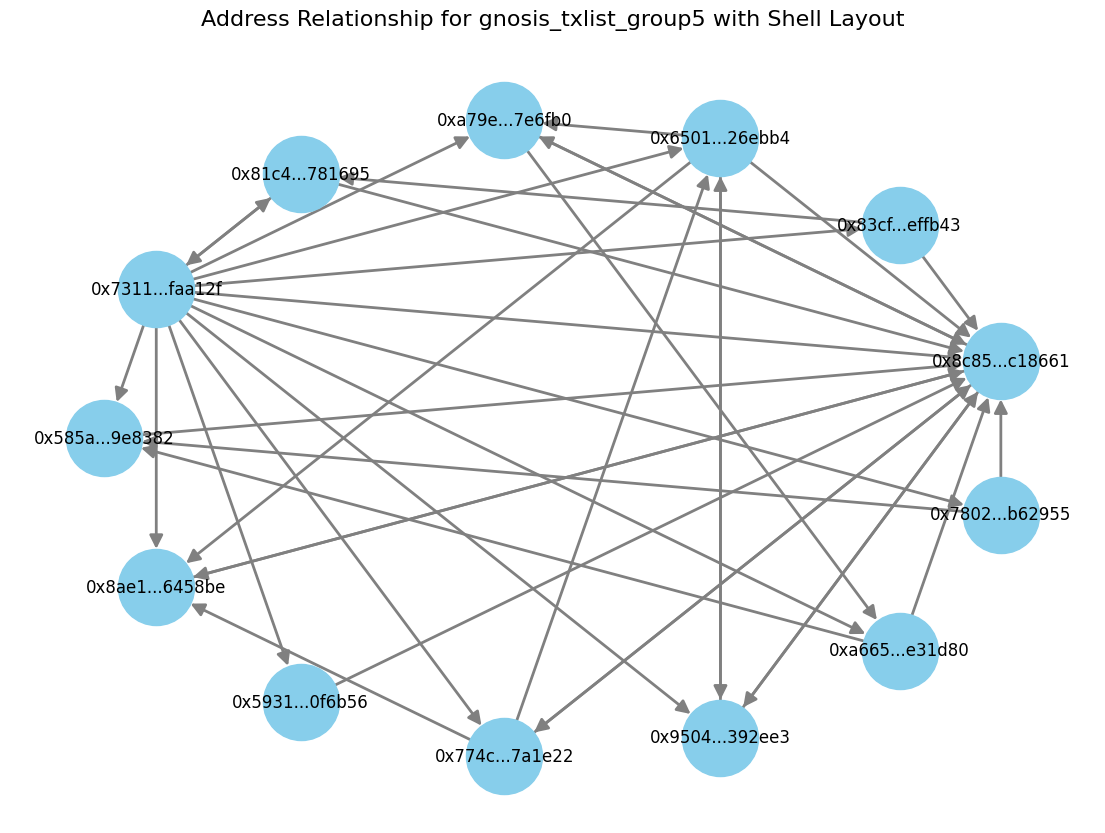 Address Relationship for gnosis_txlist_group5 with Shell Layout
0xa79e...7e6fb0
0x6501...26ebb4
0x81c4...781695
0x83cf...effb43
0x7311...faa12f
0x8c85...c18661
0x585a...9e8382
0x7802...b62955
0x8ae1...6458be
0xa665...e31d80
0x5931...0f6b56
0x9504...392ee3
0x774c...7a1e22